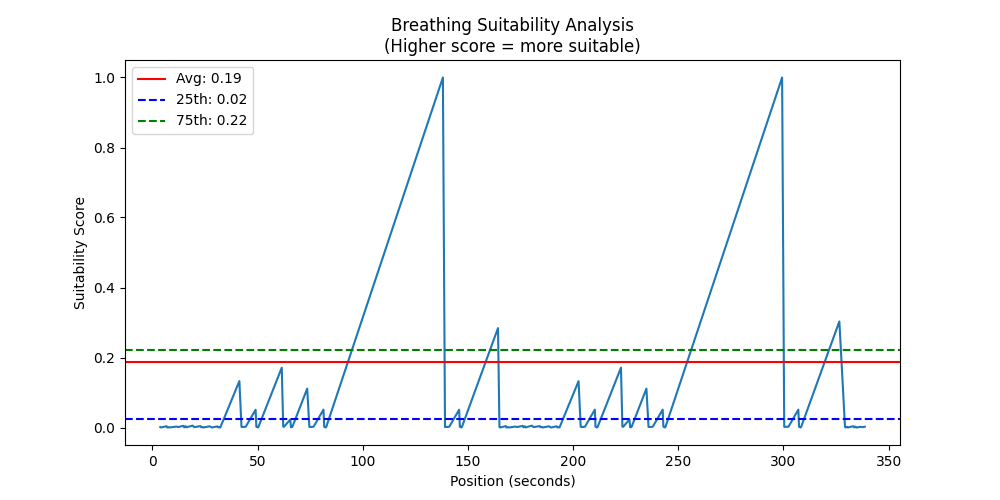 Breathing Suitability Analysis
(Higher score = more suitable)
Avg: 0.19
25th: 0.02
75th: 0.22
Suitability Score
1.0
0.8
0.6
0.4
0.2
0.0
0 50 100 150 200 250 300 350
Position (seconds)